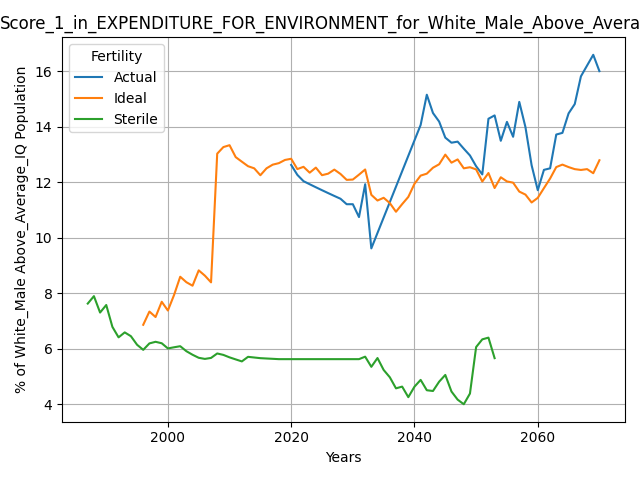 Score_1_in_EXPENDITURE_FOR_ENVIRONMENT_for_White_Male_Above_Avera
Fertility
Actual
Ideal
Sterile
% of White_Male Above_Average_IQ Population
16
14
12
10
8
6
4
2000 2020 2040 2060
Years